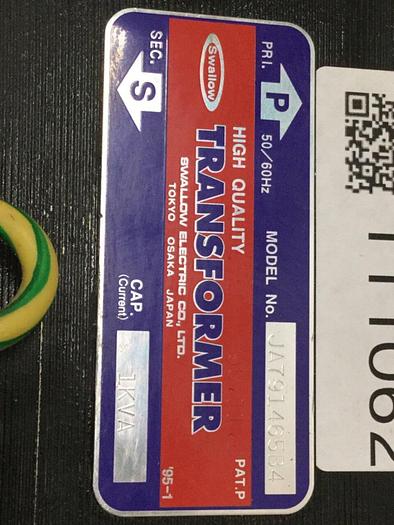 PRI. P 50/60Hz MODEL No. JA79146534
Swallow HIGH QUALITY PAT.P
TRANSFORMER
SWALLOW ELECTRIC CO., LTD.
TOKYO OSAKA JAPAN
'95-1
SEC. S CAP. (Current) 1KVA